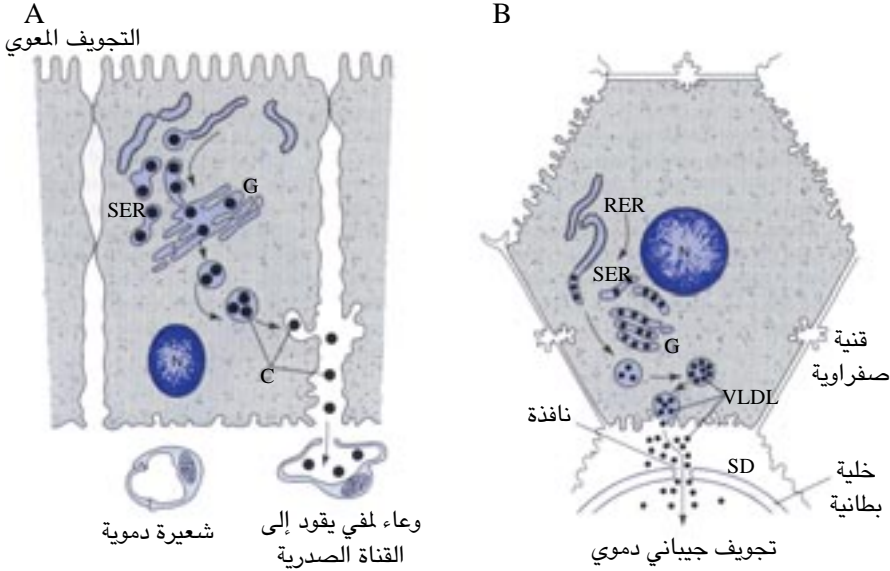 A
التجويف المعوي
G
SER
N
C
شعيرة دموية
وعاء لمفي يقود إلى
القناة الصدرية
B
RER
N
SER
G
قنية
صفراوية
VLDL
نافذة
SD
خلية
بطانية
تجويف جيباني دموي